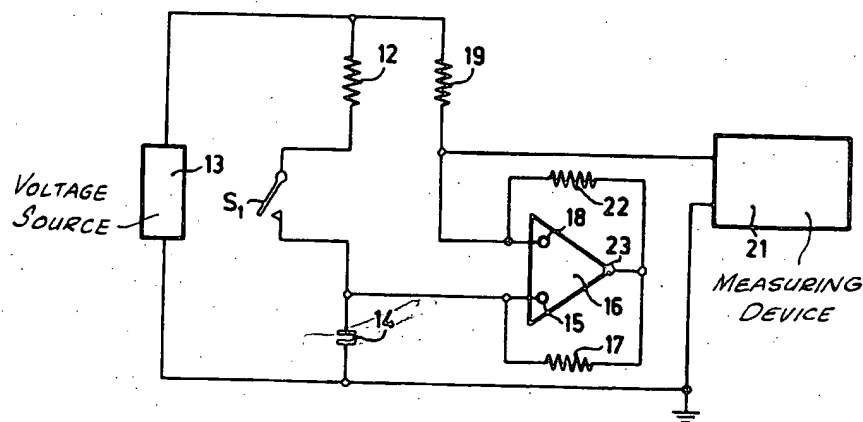 12
19
13
VOLTAGE
SOURCE
S1
22
18
23
16
15
14
17
21
MEASURING
DEVICE